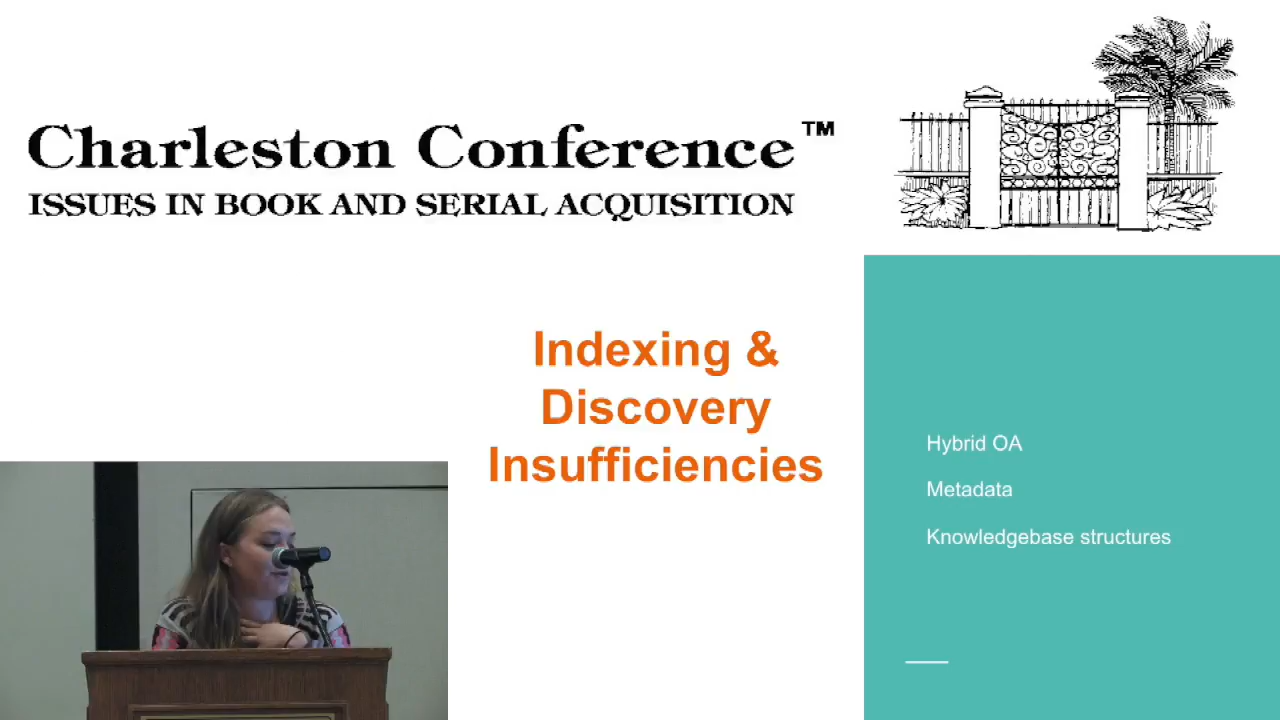 Charleston Conference™
ISSUES IN BOOK AND SERIAL ACQUISITION
Indexing &
Discovery
Insufficiencies
Hybrid OA
Metadata
Knowledgebase structures